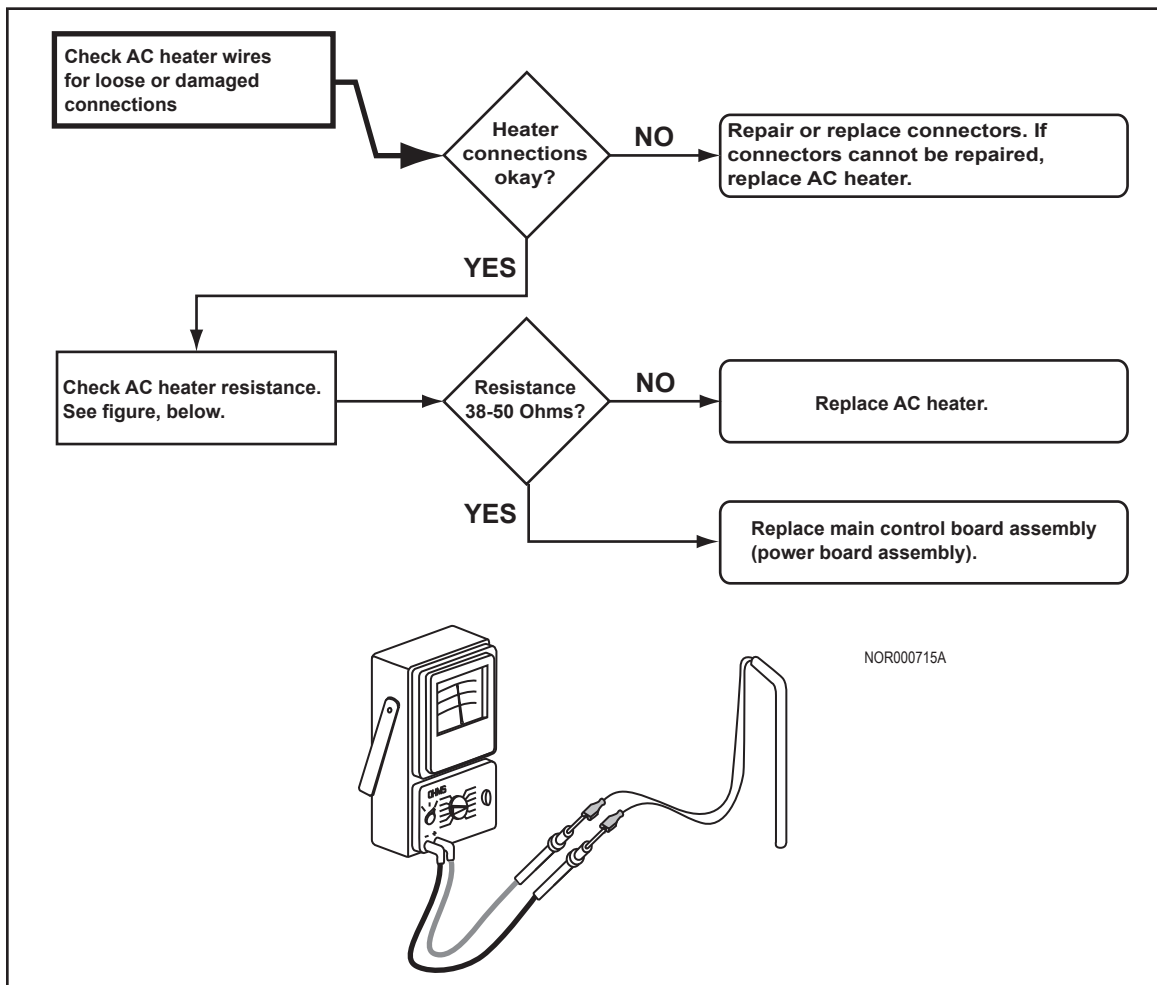 Check AC heater wires
for loose or damaged
connections
Heater
connections
okay?
NO
Repair or replace connectors. If
connectors cannot be repaired,
replace AC heater.
YES
Check AC heater resistance.
See figure, below.
Resistance
38-50 Ohms?
NO
Replace AC heater.
YES
Replace main control board assembly
(power board assembly).
NOR000715A
OHMS
- +